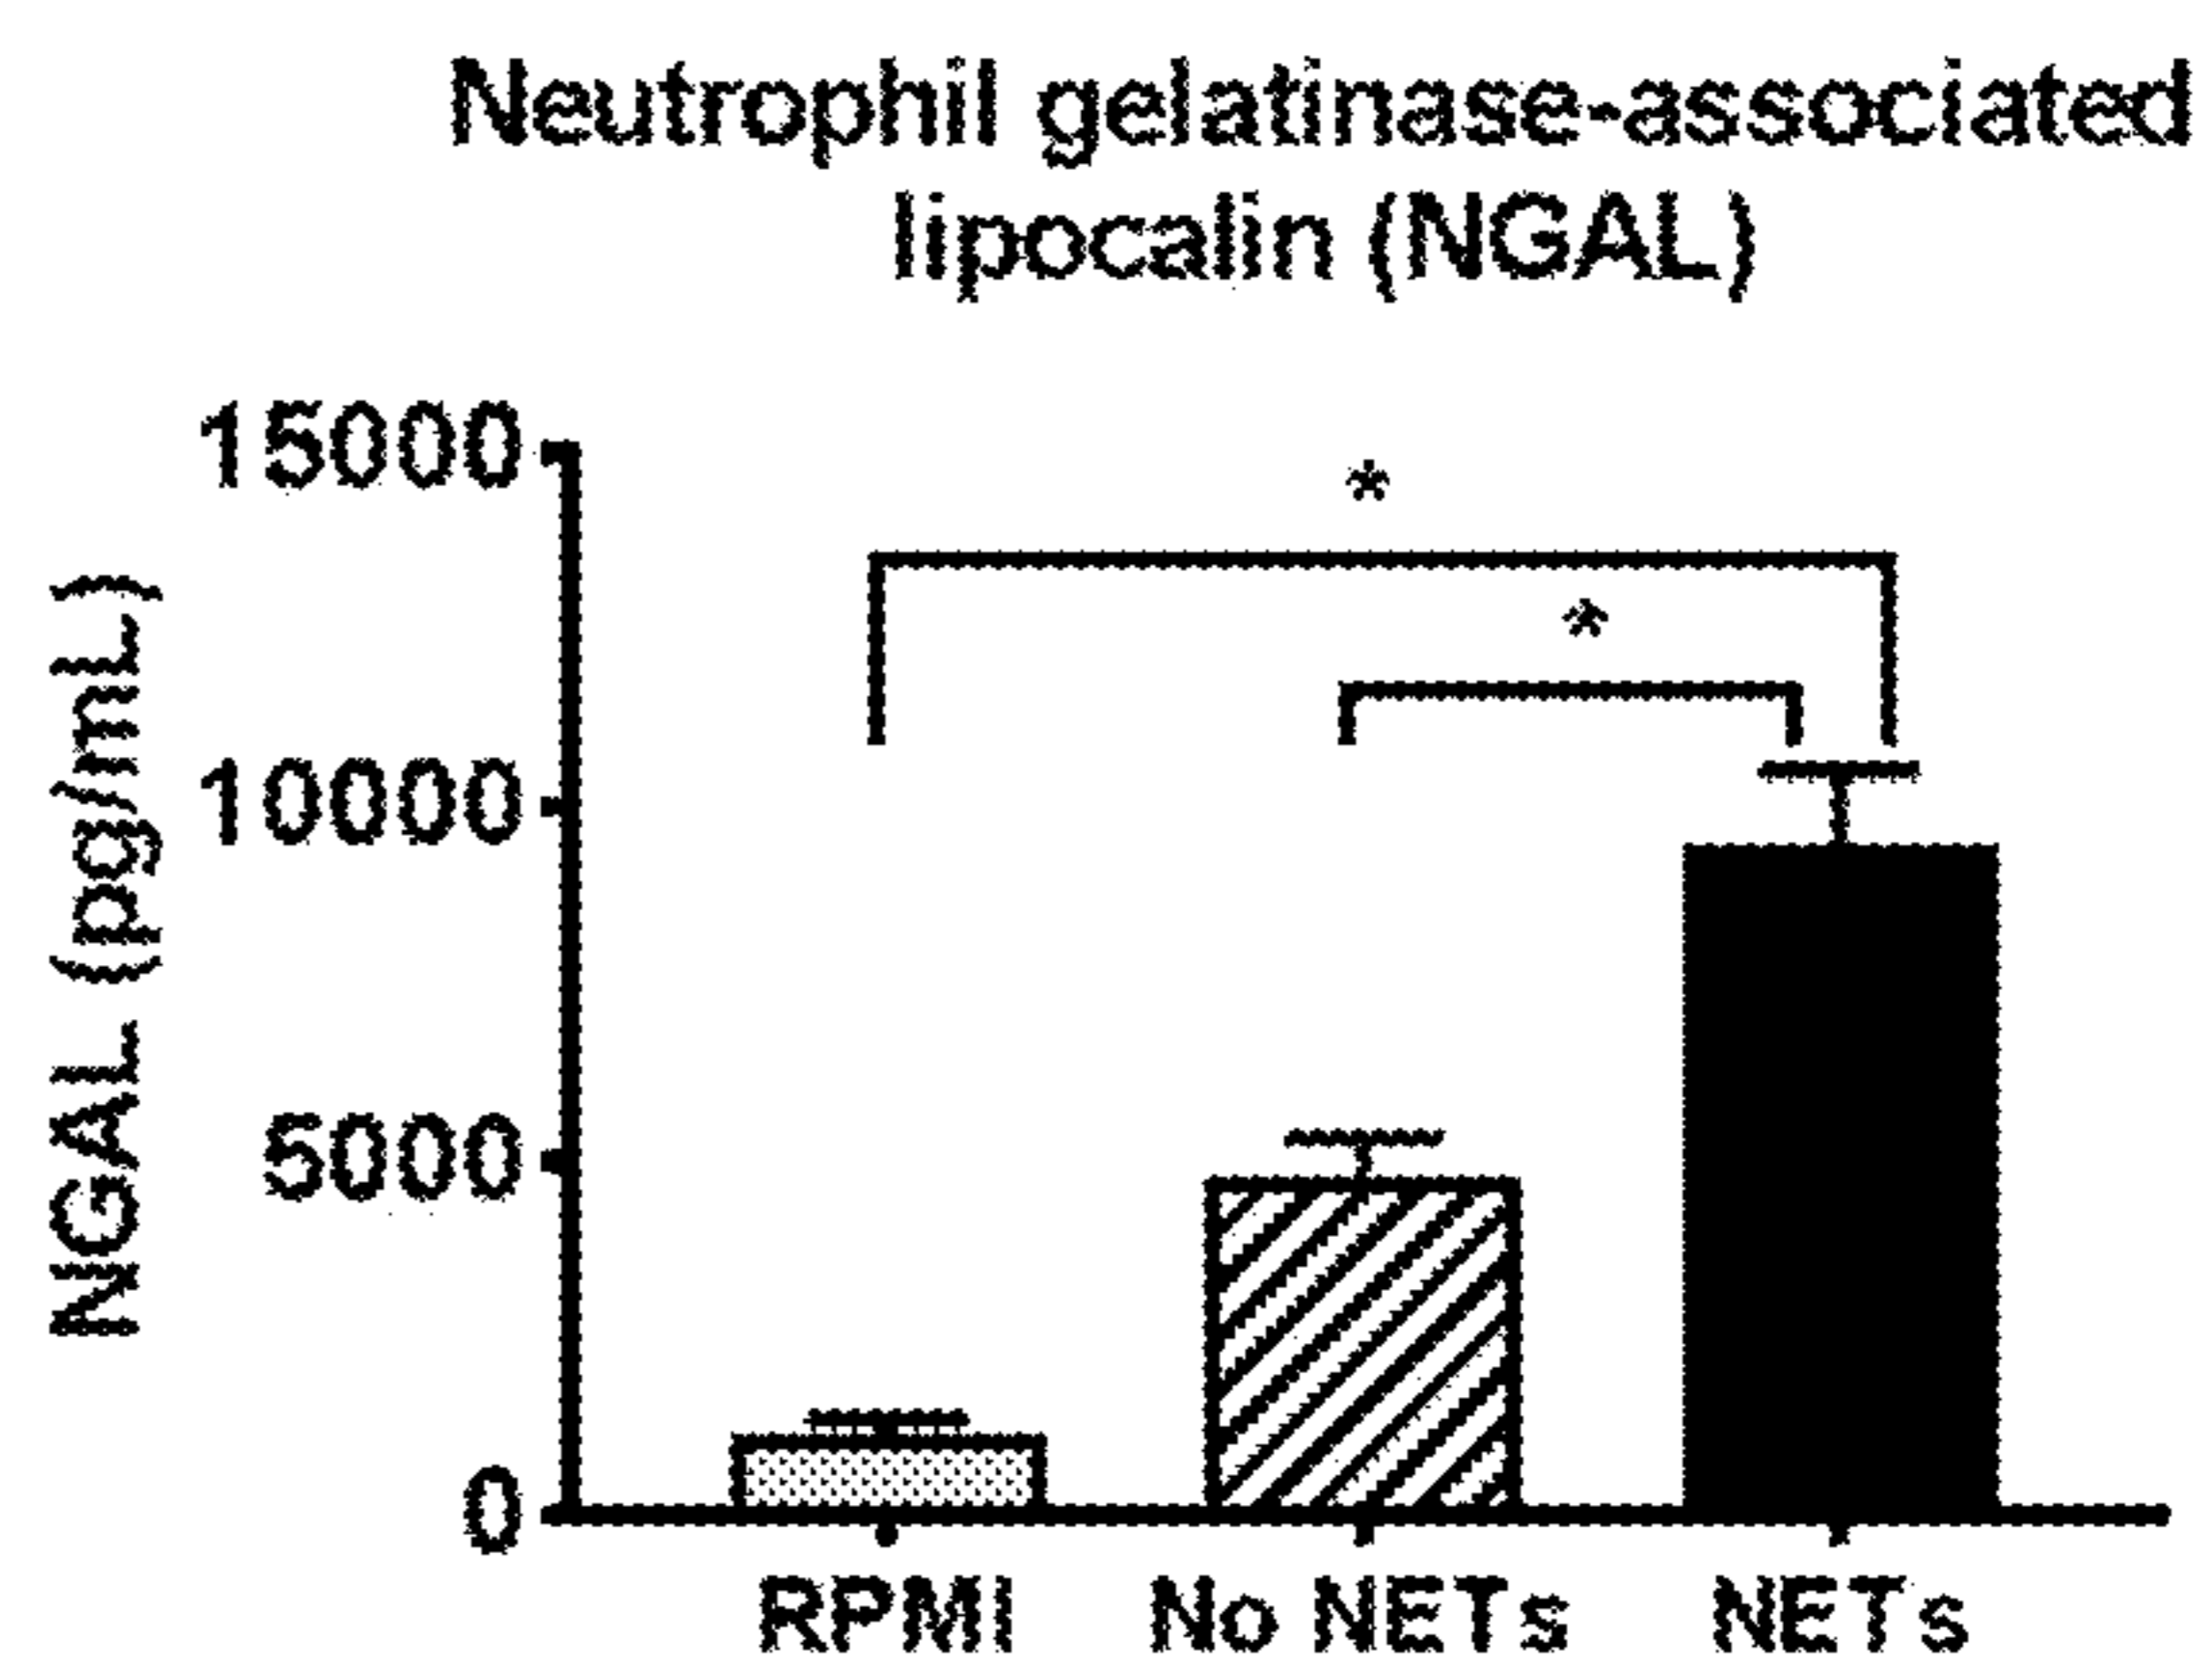 Neutrophil gelatinase-associated
lipocalin (NGAL)
15000
*
*
10000
5000
0
NGAL (pg/mL)
RPMI No NETs NETs